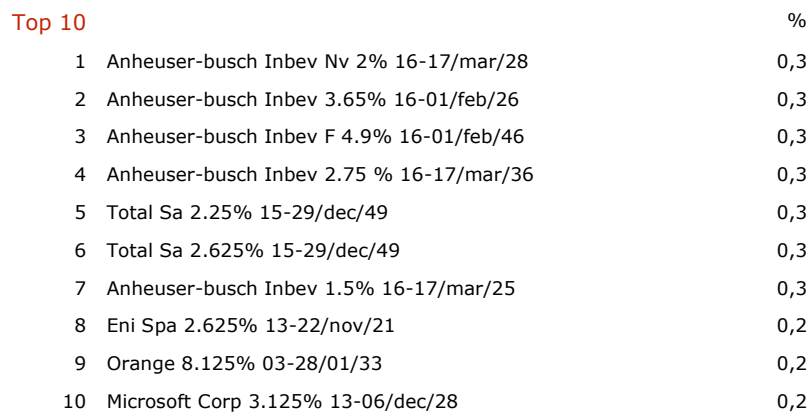 Top 10 %
1 Anheuser-busch Inbev Nv 2% 16-17/mar/28 0,3
2 Anheuser-busch Inbev 3.65% 16-01/feb/26 0,3
3 Anheuser-busch Inbev F 4.9% 16-01/feb/46 0,3
4 Anheuser-busch Inbev 2.75 % 16-17/mar/36 0,3
5 Total Sa 2.25% 15-29/dec/49 0,3
6 Total Sa 2.625% 15-29/dec/49 0,3
7 Anheuser-busch Inbev 1.5% 16-17/mar/25 0,3
8 Eni Spa 2.625% 13-22/nov/21 0,2
9 Orange 8.125% 03-28/01/33 0,2
10 Microsoft Corp 3.125% 13-06/dec/28 0,2